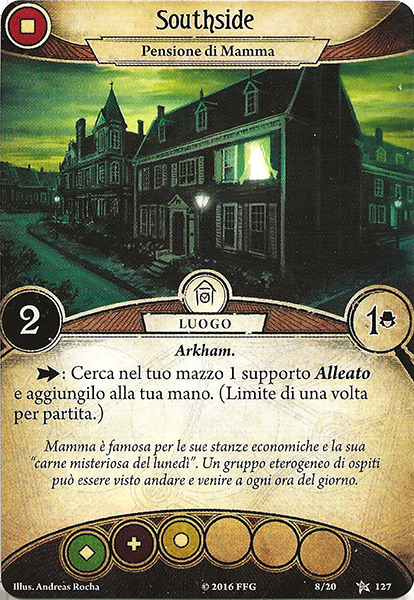 Southside
Pensione di Mamma
2
1
LUOGO
Arkham.
: Cerca nel tuo mazzo 1 supporto Alleato
e aggiungilo alla tua mano. (Limite di una volta
per partita.)
Mamma è famosa per le sue stanze economiche e la sua
“carne misteriosa del lunedì”. Un gruppo eterogeneo di ospiti
può essere visto andare e venire a ogni ora del giorno.
Illus. Andreas Rocha © 2016 FFG 8/20 127